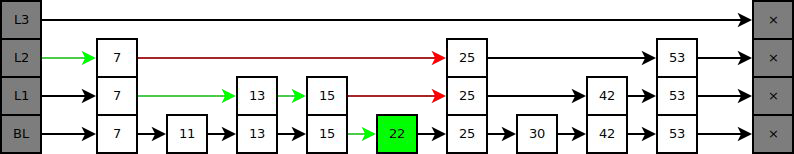 L3 ×
L2 7 25 53 ×
L1 7 13 15 25 42 53 ×
BL 7 11 13 15 22 25 30 42 53 ×